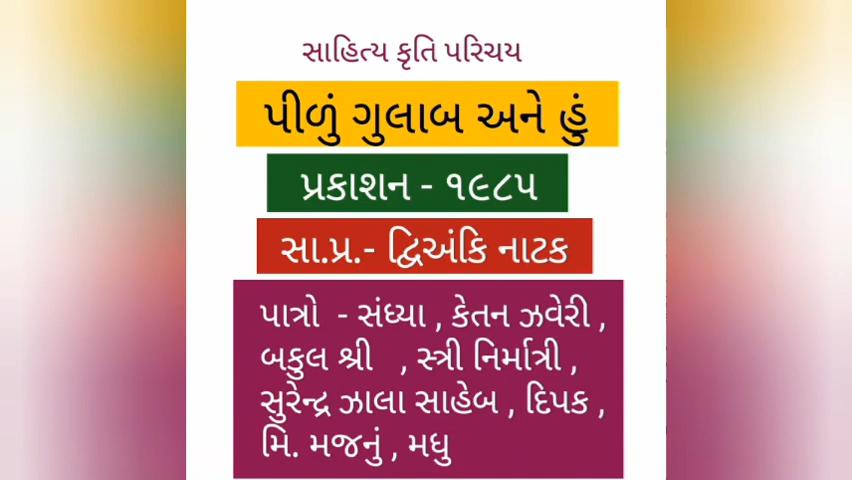 સાહિત્ય કૃતિ પરિચય
પીળું ગુલાબ અને હું
પ્રકાશન - ૧૯૮૫
સા.પ્ર.- દ્વિઅંકિ નાટક
પાત્રો - સંધ્યા , કેતન ઝવેરી ,
બકુલ શ્રી , સ્ત્રી નિર્માત્રી ,
સુરેન્દ્ર ઝાલા સાહેબ , દિપક ,
મિ. મજનું , મધુ